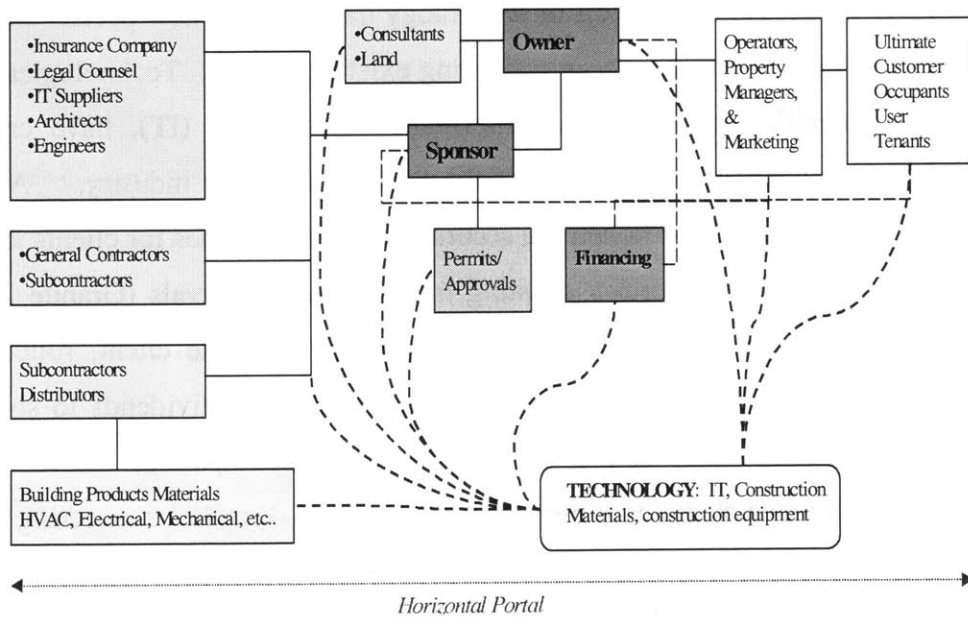 •Insurance Company
•Legal Counsel
•IT Suppliers
•Architects
•Engineers
•Consultants
•Land
Owner
Operators,
Property
Managers,
&
Marketing
Ultimate
Customer
Occupants
User
Tenants
Sponsor
•General Contractors
•Subcontractors
Permits/
Approvals
Financing
Subcontractors
Distributors
Building Products Materials
HVAC, Electrical, Mechanical, etc..
TECHNOLOGY: IT, Construction
Materials, construction equipment
Horizontal Portal